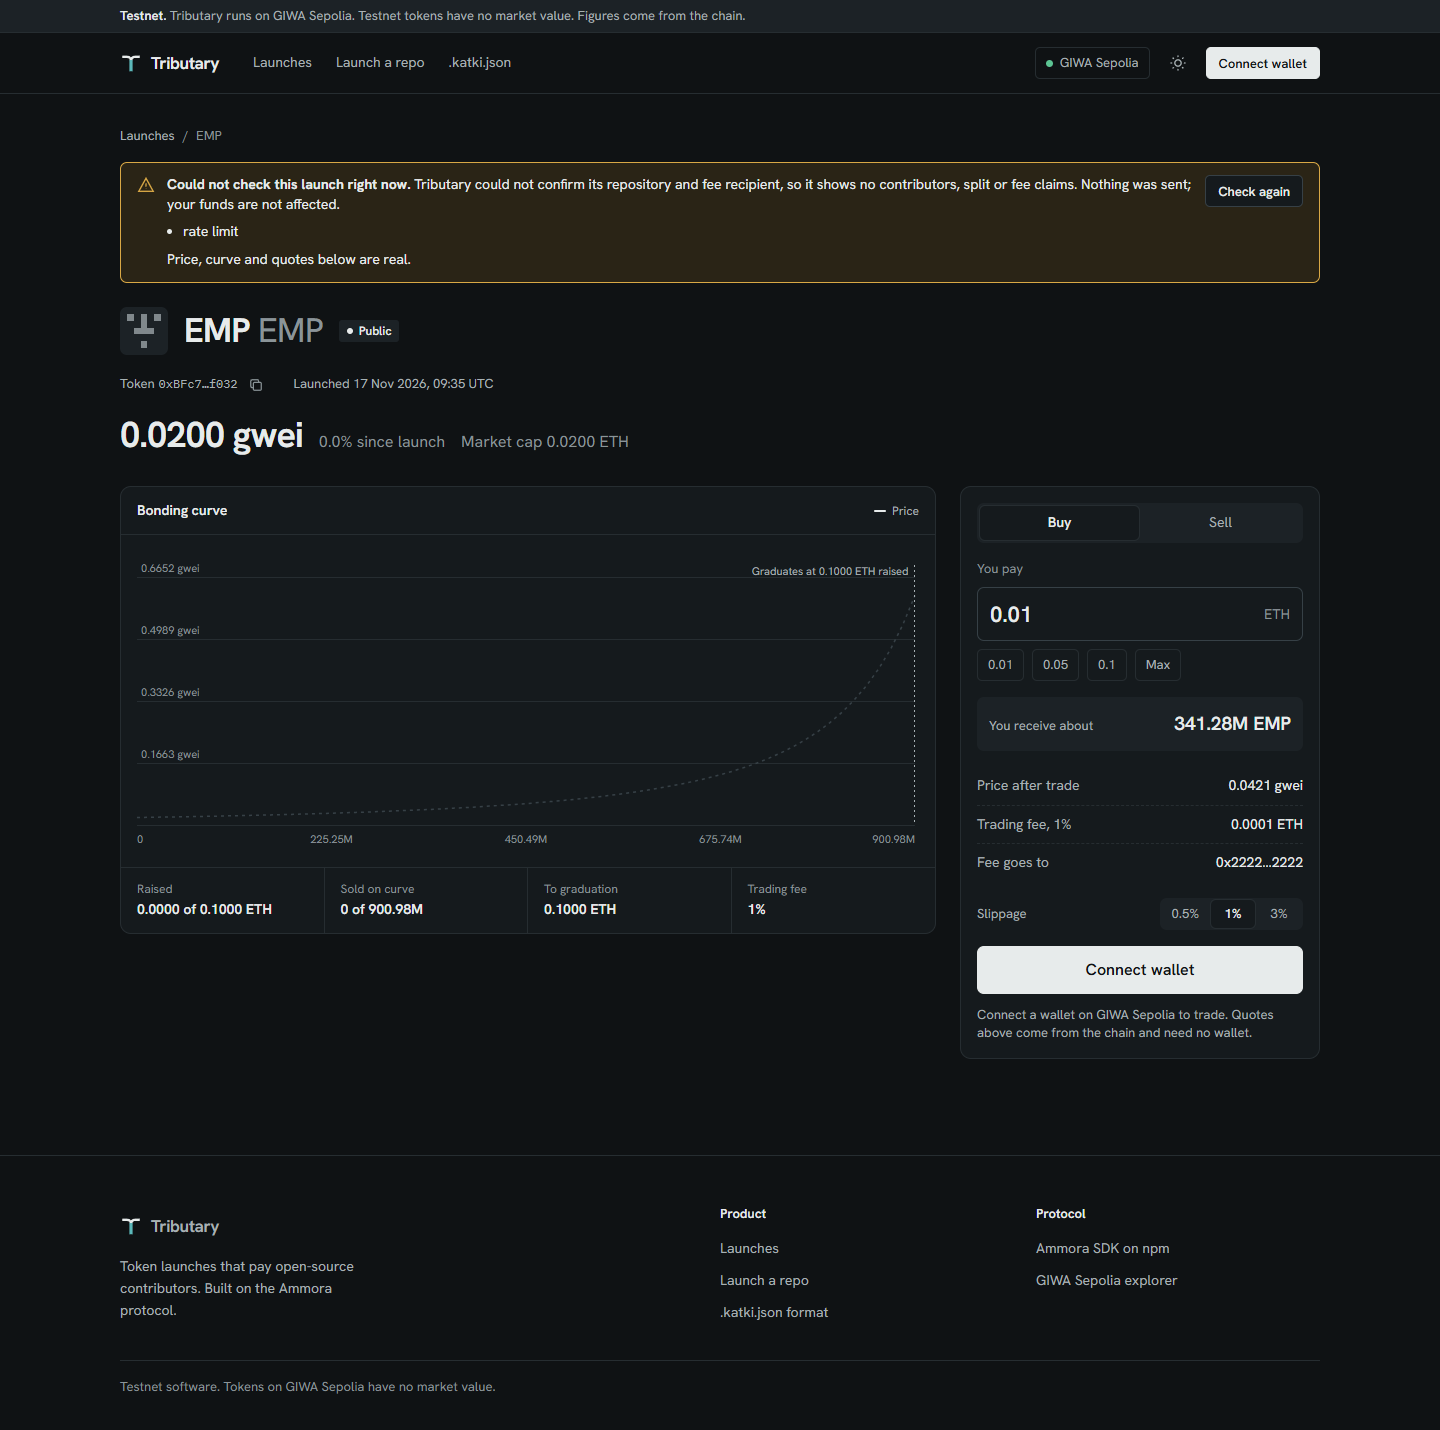 Testnet. Tributary runs on GIWA Sepolia. Testnet tokens have no market value. Figures come from the chain.
Tributary
Launches
Launch a repo
.katki.json
GIWA Sepolia
Connect wallet
Launches / EMP
Could not check this launch right now. Tributary could not confirm its repository and fee recipient, so it shows no contributors, split or fee claims. Nothing was sent;
your funds are not affected.
Check again
• rate limit
Price, curve and quotes below are real.
EMP EMP
Public
Token 0xBFc7…f032
Launched 17 Nov 2026, 09:35 UTC
0.0200 gwei 0.0% since launch Market cap 0.0200 ETH
Bonding curve
Price
0.6652 gwei
Graduates at 0.1000 ETH raised
0.4989 gwei
0.3326 gwei
0.1663 gwei
0 225.25M 450.49M 675.74M 900.98M
Raised
0.0000 of 0.1000 ETH
Sold on curve
0 of 900.98M
To graduation
0.1000 ETH
Trading fee
1%
Buy
Sell
You pay
0.01 ETH
0.01 0.05 0.1 Max
You receive about 341.28M EMP
Price after trade 0.0421 gwei
Trading fee, 1% 0.0001 ETH
Fee goes to 0x2222…2222
Slippage 0.5% 1% 3%
Connect wallet
Connect a wallet on GIWA Sepolia to trade. Quotes
above come from the chain and need no wallet.
Tributary
Token launches that pay open-source
contributors. Built on the Ammora
protocol.
Product
Launches
Launch a repo
.katki.json format
Protocol
Ammora SDK on npm
GIWA Sepolia explorer
Testnet software. Tokens on GIWA Sepolia have no market value.